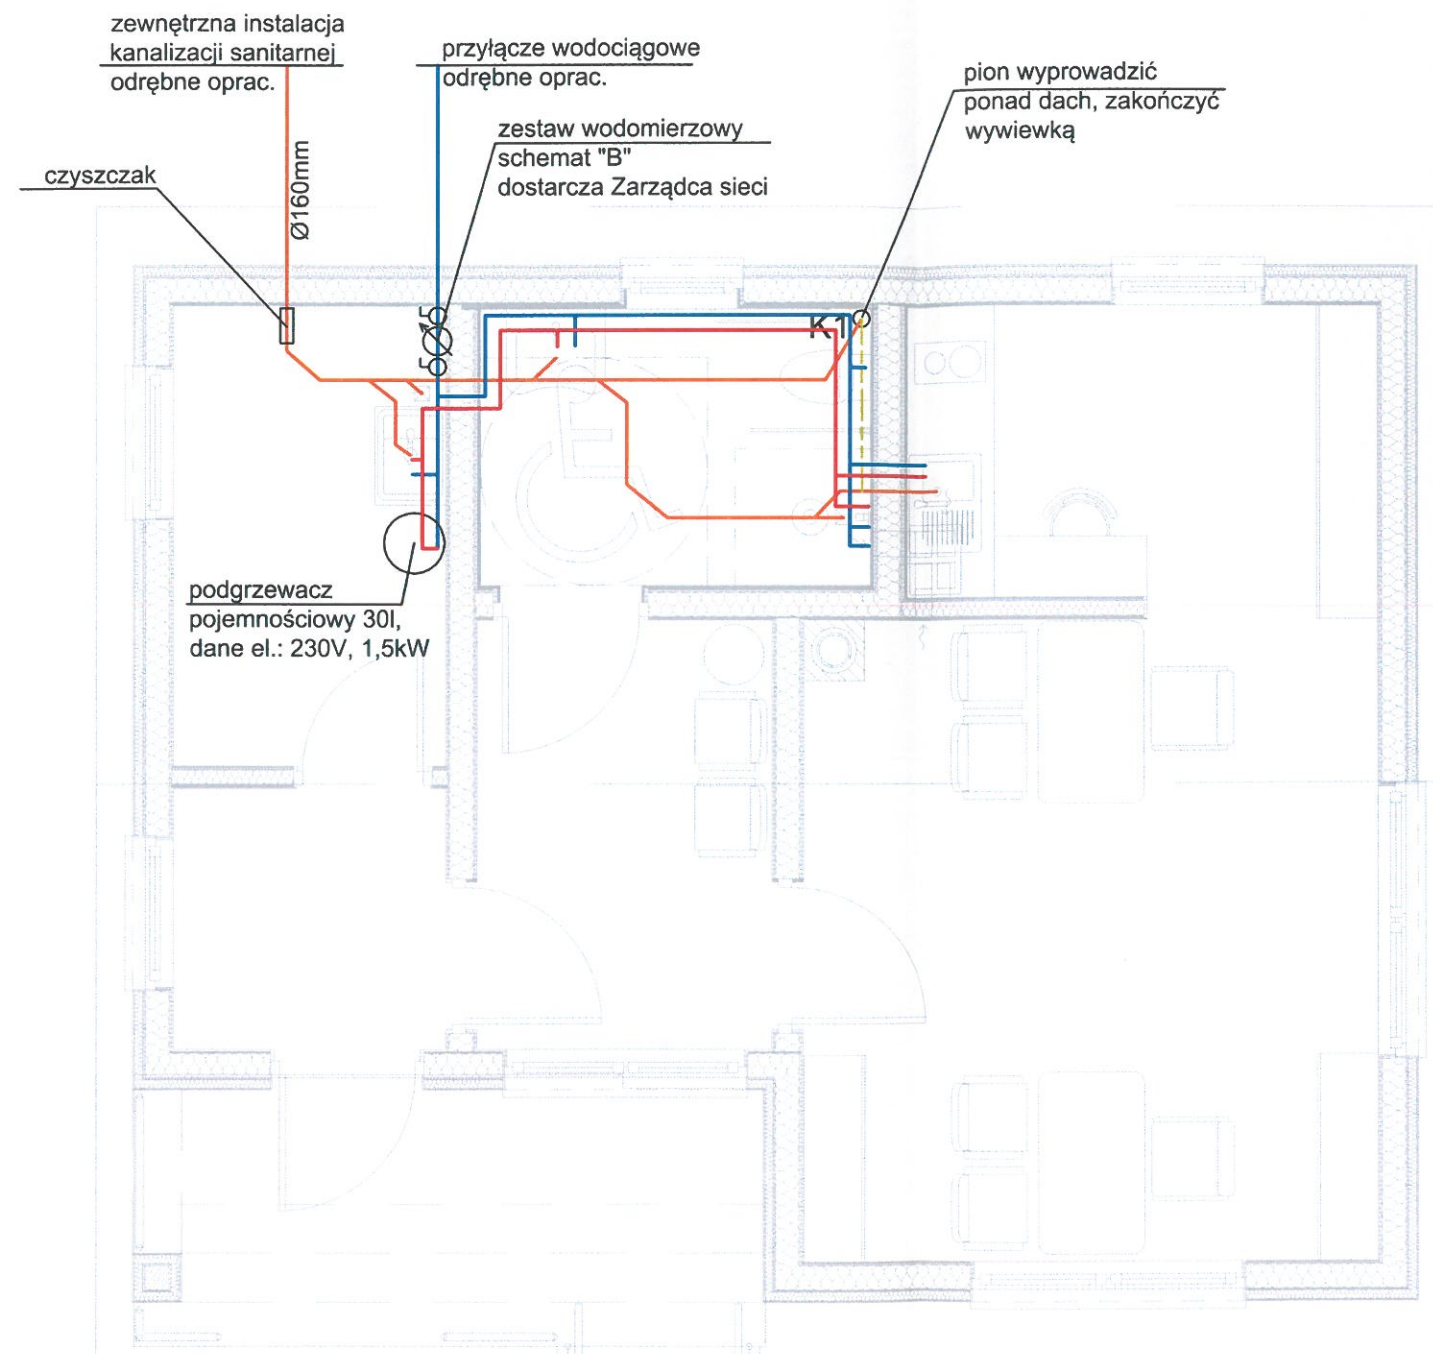 zewnętrzna instalacja
kanalizacji sanitarnej
odrębne oprac.
przyłącze wodociągowe
odrębne oprac.
pion wyprowadzić
ponad dach, zakończyć
wywiewką
zestaw wodomierzowy
schemat "B"
dostarcza Zarządca sieci
czyszczak
Ø160mm
K1
podgrzewacz
pojemnościowy 30l,
dane el.: 230V, 1,5kW